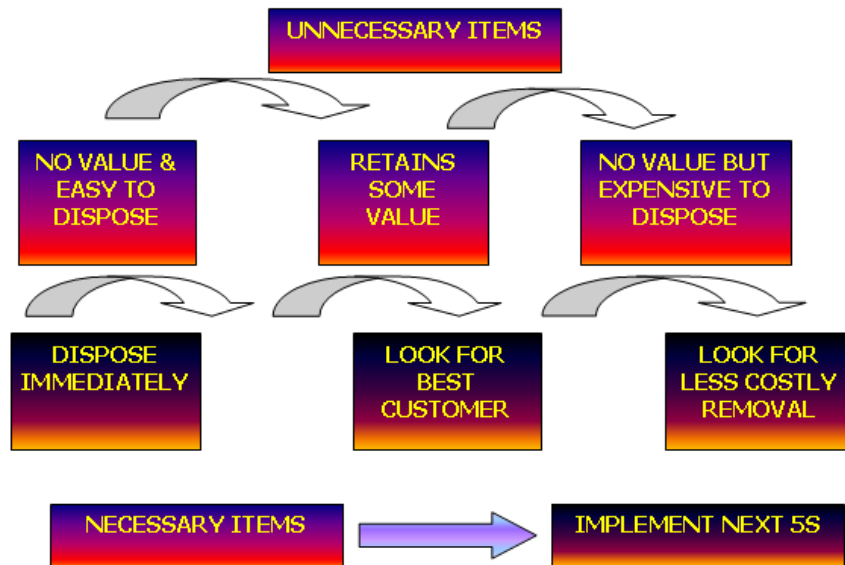 UNNECESSARY ITEMS
NO VALUE &
EASY TO
DISPOSE
RETAINS
SOME
VALUE
NO VALUE BUT
EXPENSIVE TO
DISPOSE
DISPOSE
IMMEDIATELY
LOOK FOR
BEST
CUSTOMER
LOOK FOR
LESS COSTLY
REMOVAL
NECESSARY ITEMS
IMPLEMENT NEXT 5S